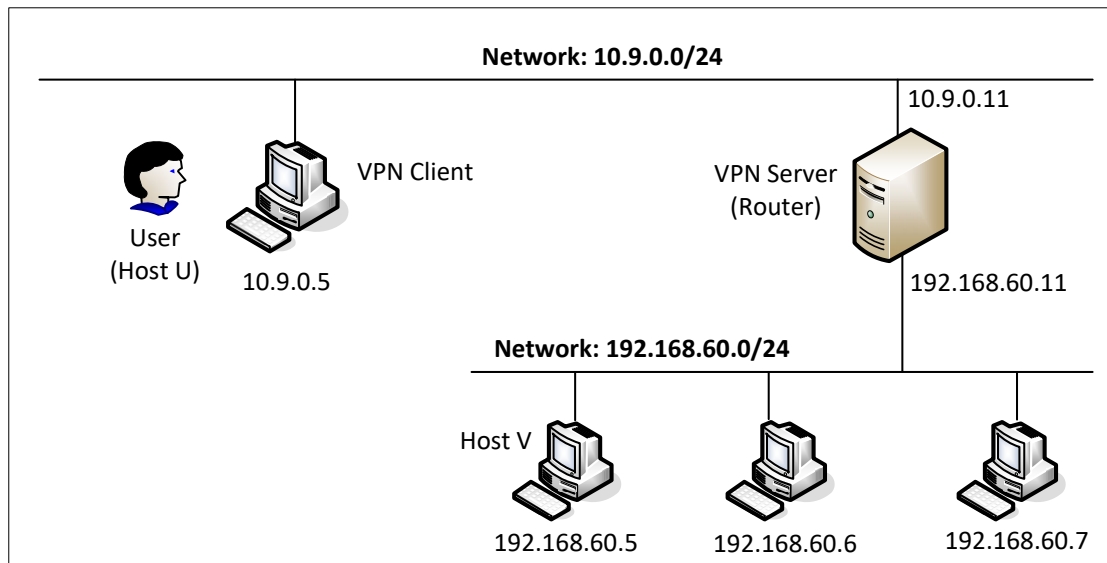 Network: 10.9.0.0/24
10.9.0.11
VPN Client
VPN Server
(Router)
User
(Host U)
10.9.0.5
192.168.60.11
Network: 192.168.60.0/24
Host V
192.168.60.5
192.168.60.6
192.168.60.7